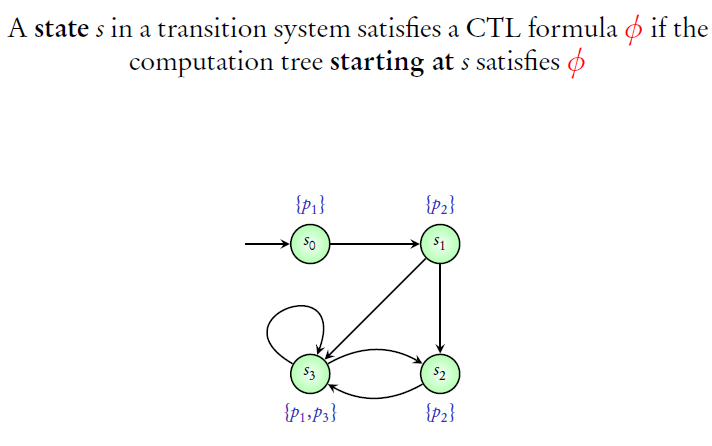 A state s in a transition system satisfies a CTL formula ϕ if the
computation tree starting at s satisfies ϕ
{p₁} {p₂}
s₀ s₁
s₃ s₂
{p₁,p₃} {p₂}